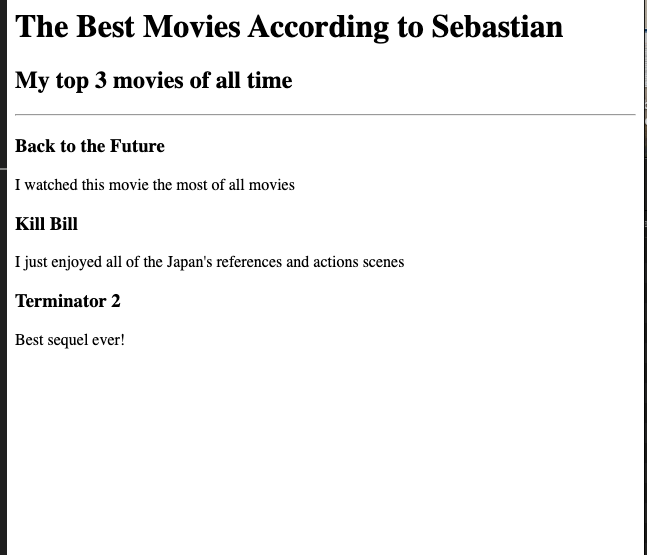 The Best Movies According to Sebastian
My top 3 movies of all time
Back to the Future
I watched this movie the most of all movies
Kill Bill
I just enjoyed all of the Japan's references and actions scenes
Terminator 2
Best sequel ever!